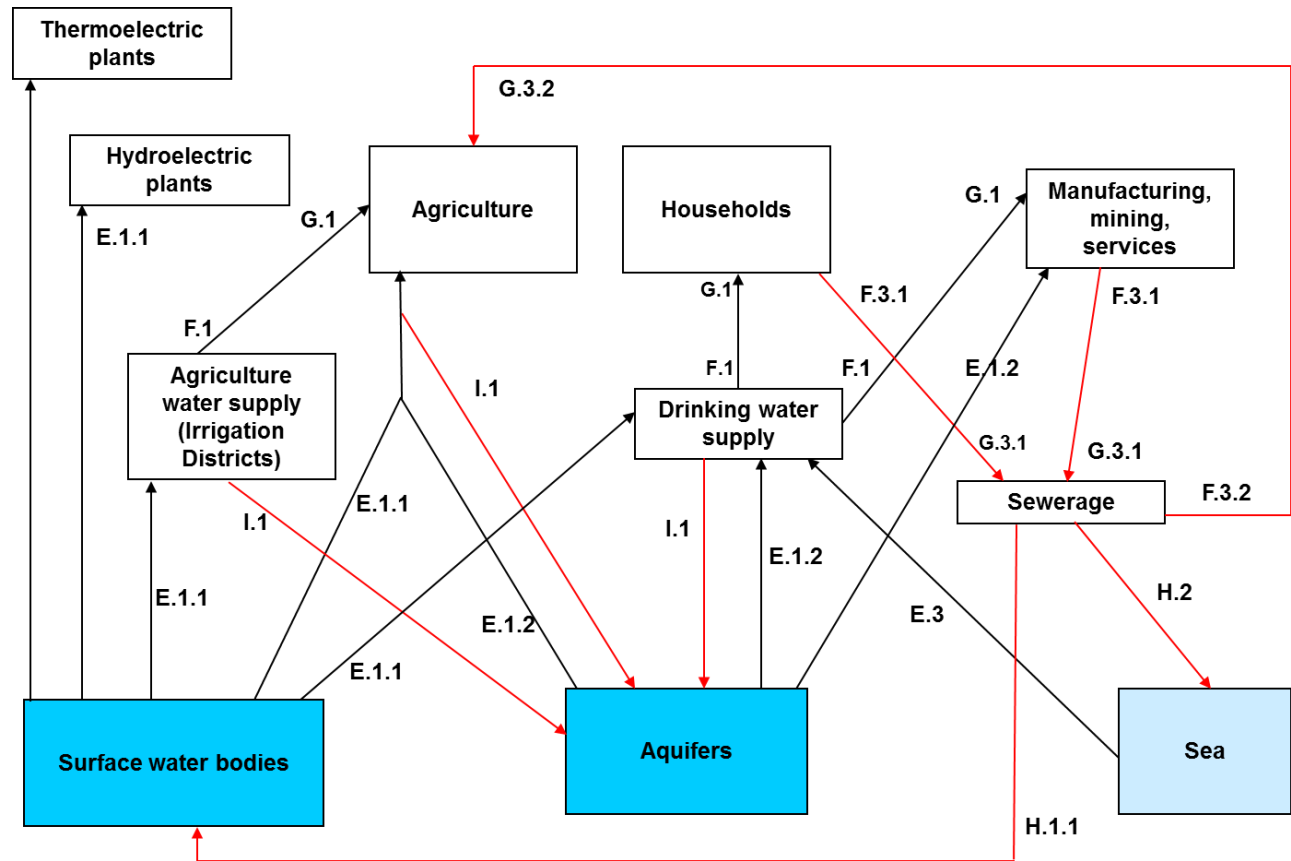 Thermoelectric
plants
G.3.2
Hydroelectric
plants
Agriculture
Households
Manufacturing,
mining,
services
G.1
G.1
E.1.1
G.1
F.3.1
F.3.1
F.1
F.1
F.1
E.1.2
I.1
Agriculture
water supply
(Irrigation
Districts)
Drinking water
supply
G.3.1
G.3.1
E.1.1
Sewerage
F.3.2
I.1
I.1
E.1.2
E.1.1
H.2
E.3
E.1.2
E.1.1
Surface water bodies
Aquifers
Sea
H.1.1